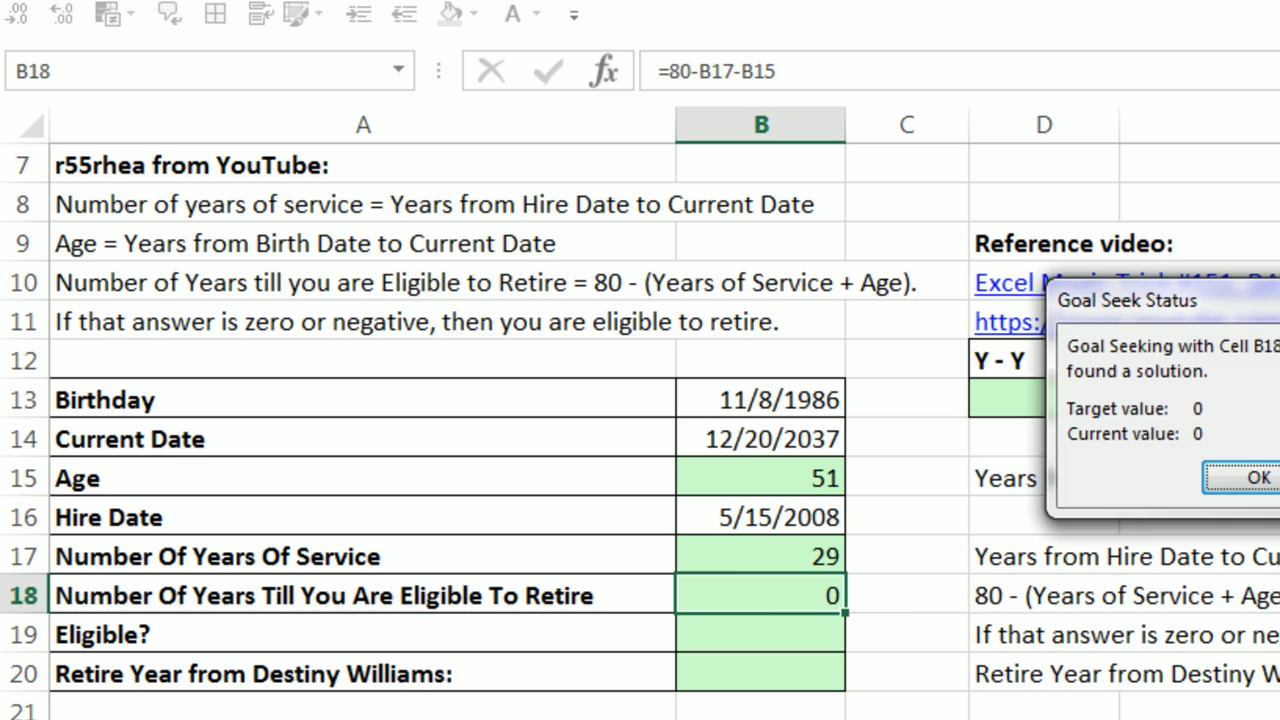 .00 →.0 ←.0 .00 A
B18 fx =80-B17-B15
A B C D
7 r55rhea from YouTube:
8 Number of years of service = Years from Hire Date to Current Date
9 Age = Years from Birth Date to Current Date Reference video:
10 Number of Years till you are Eligible to Retire = 80 - (Years of Service + Age). Excel
Goal Seek Status
11 If that answer is zero or negative, then you are eligible to retire. https:/
Goal Seeking with Cell B18
12 Y - Y
found a solution.
13 Birthday 11/8/1986
Target value: 0
14 Current Date 12/20/2037
Current value: 0
15 Age 51 Years
OK
16 Hire Date 5/15/2008
17 Number Of Years Of Service 29 Years from Hire Date to Cu
18 Number Of Years Till You Are Eligible To Retire 0 80 - (Years of Service + Age
19 Eligible? If that answer is zero or ne
20 Retire Year from Destiny Williams: Retire Year from Destiny W
21